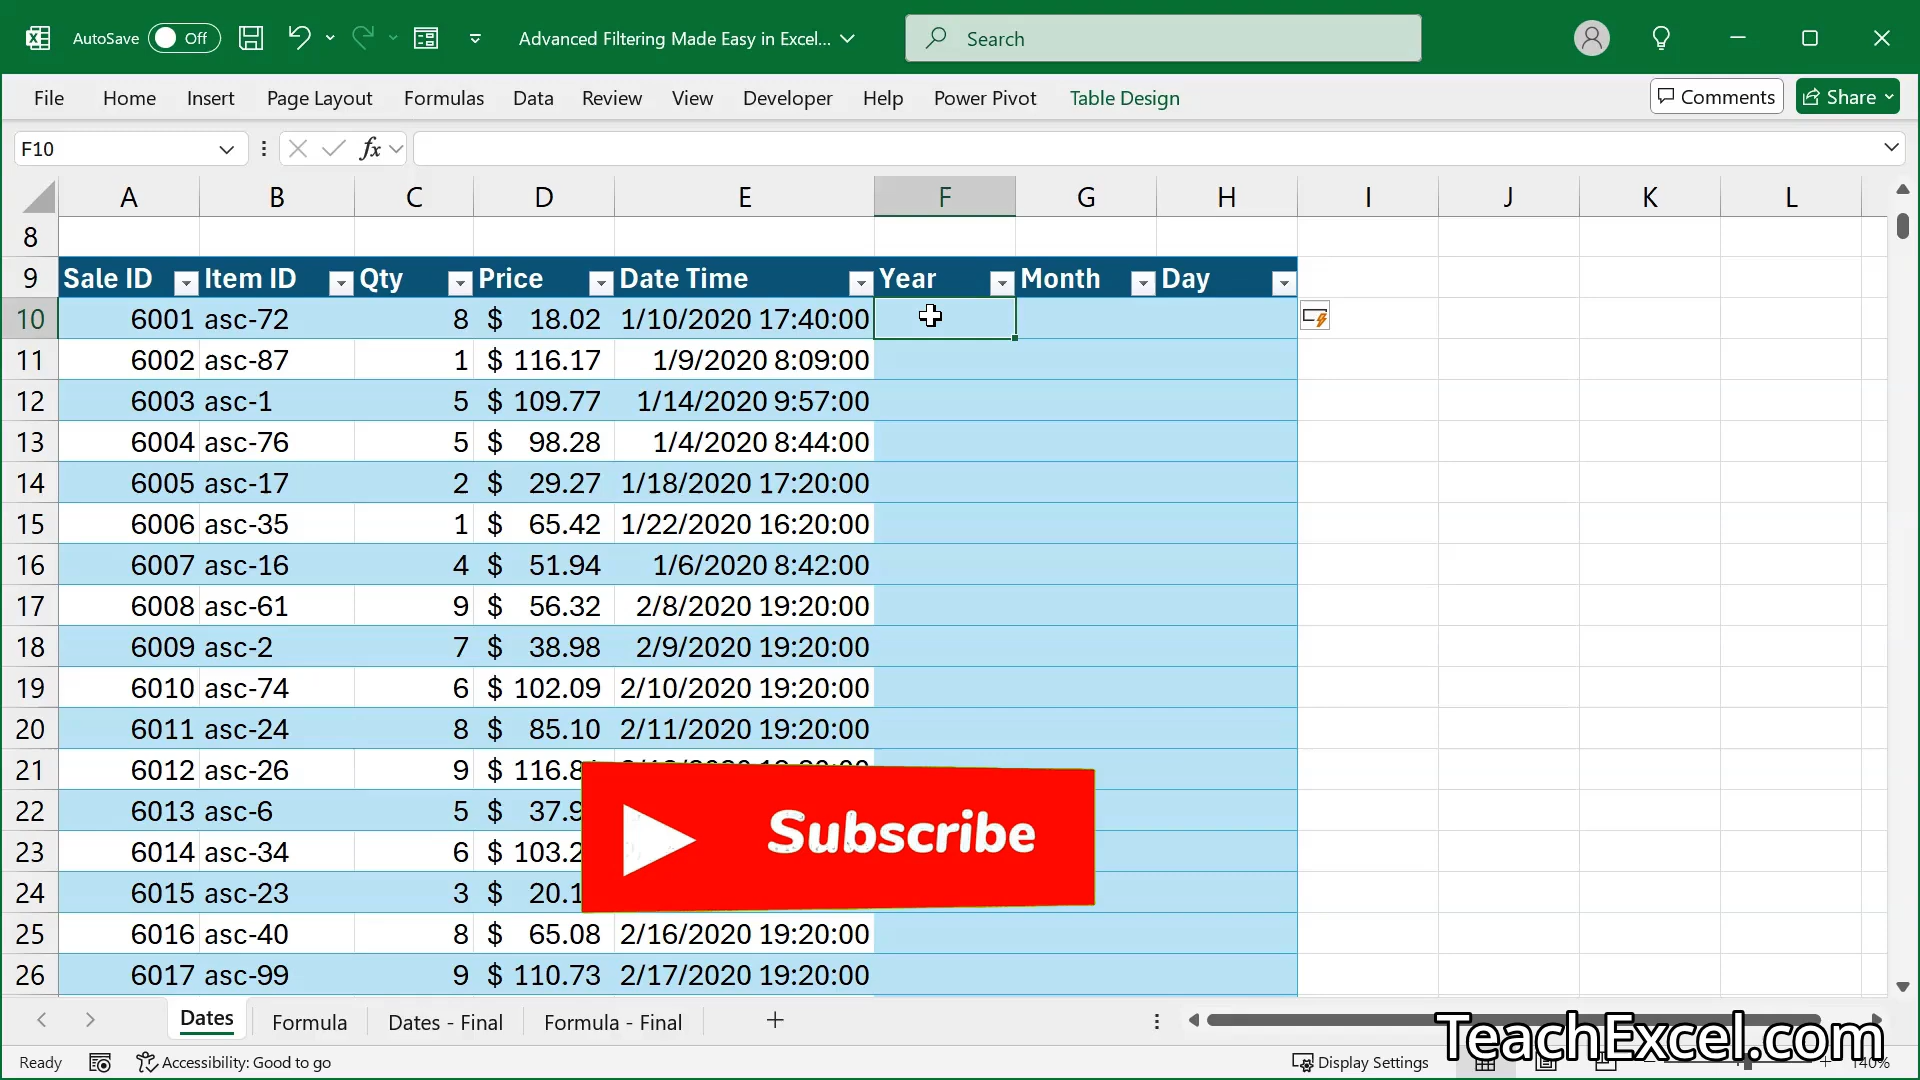 AutoSave Off Advanced Filtering Made Easy in Excel... Search
File Home Insert Page Layout Formulas Data Review View Developer Help Power Pivot Table Design Comments Share
F10 fx
A B C D E F G H I J K L
8
9 Sale ID Item ID Qty Price Date Time Year Month Day
10 6001 asc-72 8 $ 18.02 1/10/2020 17:40:00
11 6002 asc-87 1 $ 116.17 1/9/2020 8:09:00
12 6003 asc-1 5 $ 109.77 1/14/2020 9:57:00
13 6004 asc-76 5 $ 98.28 1/4/2020 8:44:00
14 6005 asc-17 2 $ 29.27 1/18/2020 17:20:00
15 6006 asc-35 1 $ 65.42 1/22/2020 16:20:00
16 6007 asc-16 4 $ 51.94 1/6/2020 8:42:00
17 6008 asc-61 9 $ 56.32 2/8/2020 19:20:00
18 6009 asc-2 7 $ 38.98 2/9/2020 19:20:00
19 6010 asc-74 6 $ 102.09 2/10/2020 19:20:00
20 6011 asc-24 8 $ 85.10 2/11/2020 19:20:00
21 6012 asc-26 9 $
22 6013 asc-6 5 $
23 6014 asc-34 6 $
24 6015 asc-23 3 $
Subscribe
25 6016 asc-40 8 $ 65.08 2/16/2020 19:20:00
26 6017 asc-99 9 $ 110.73 2/17/2020 19:20:00
Dates Formula Dates - Final Formula - Final
TeachExcel.com
Ready Accessibility: Good to go Display Settings 140%